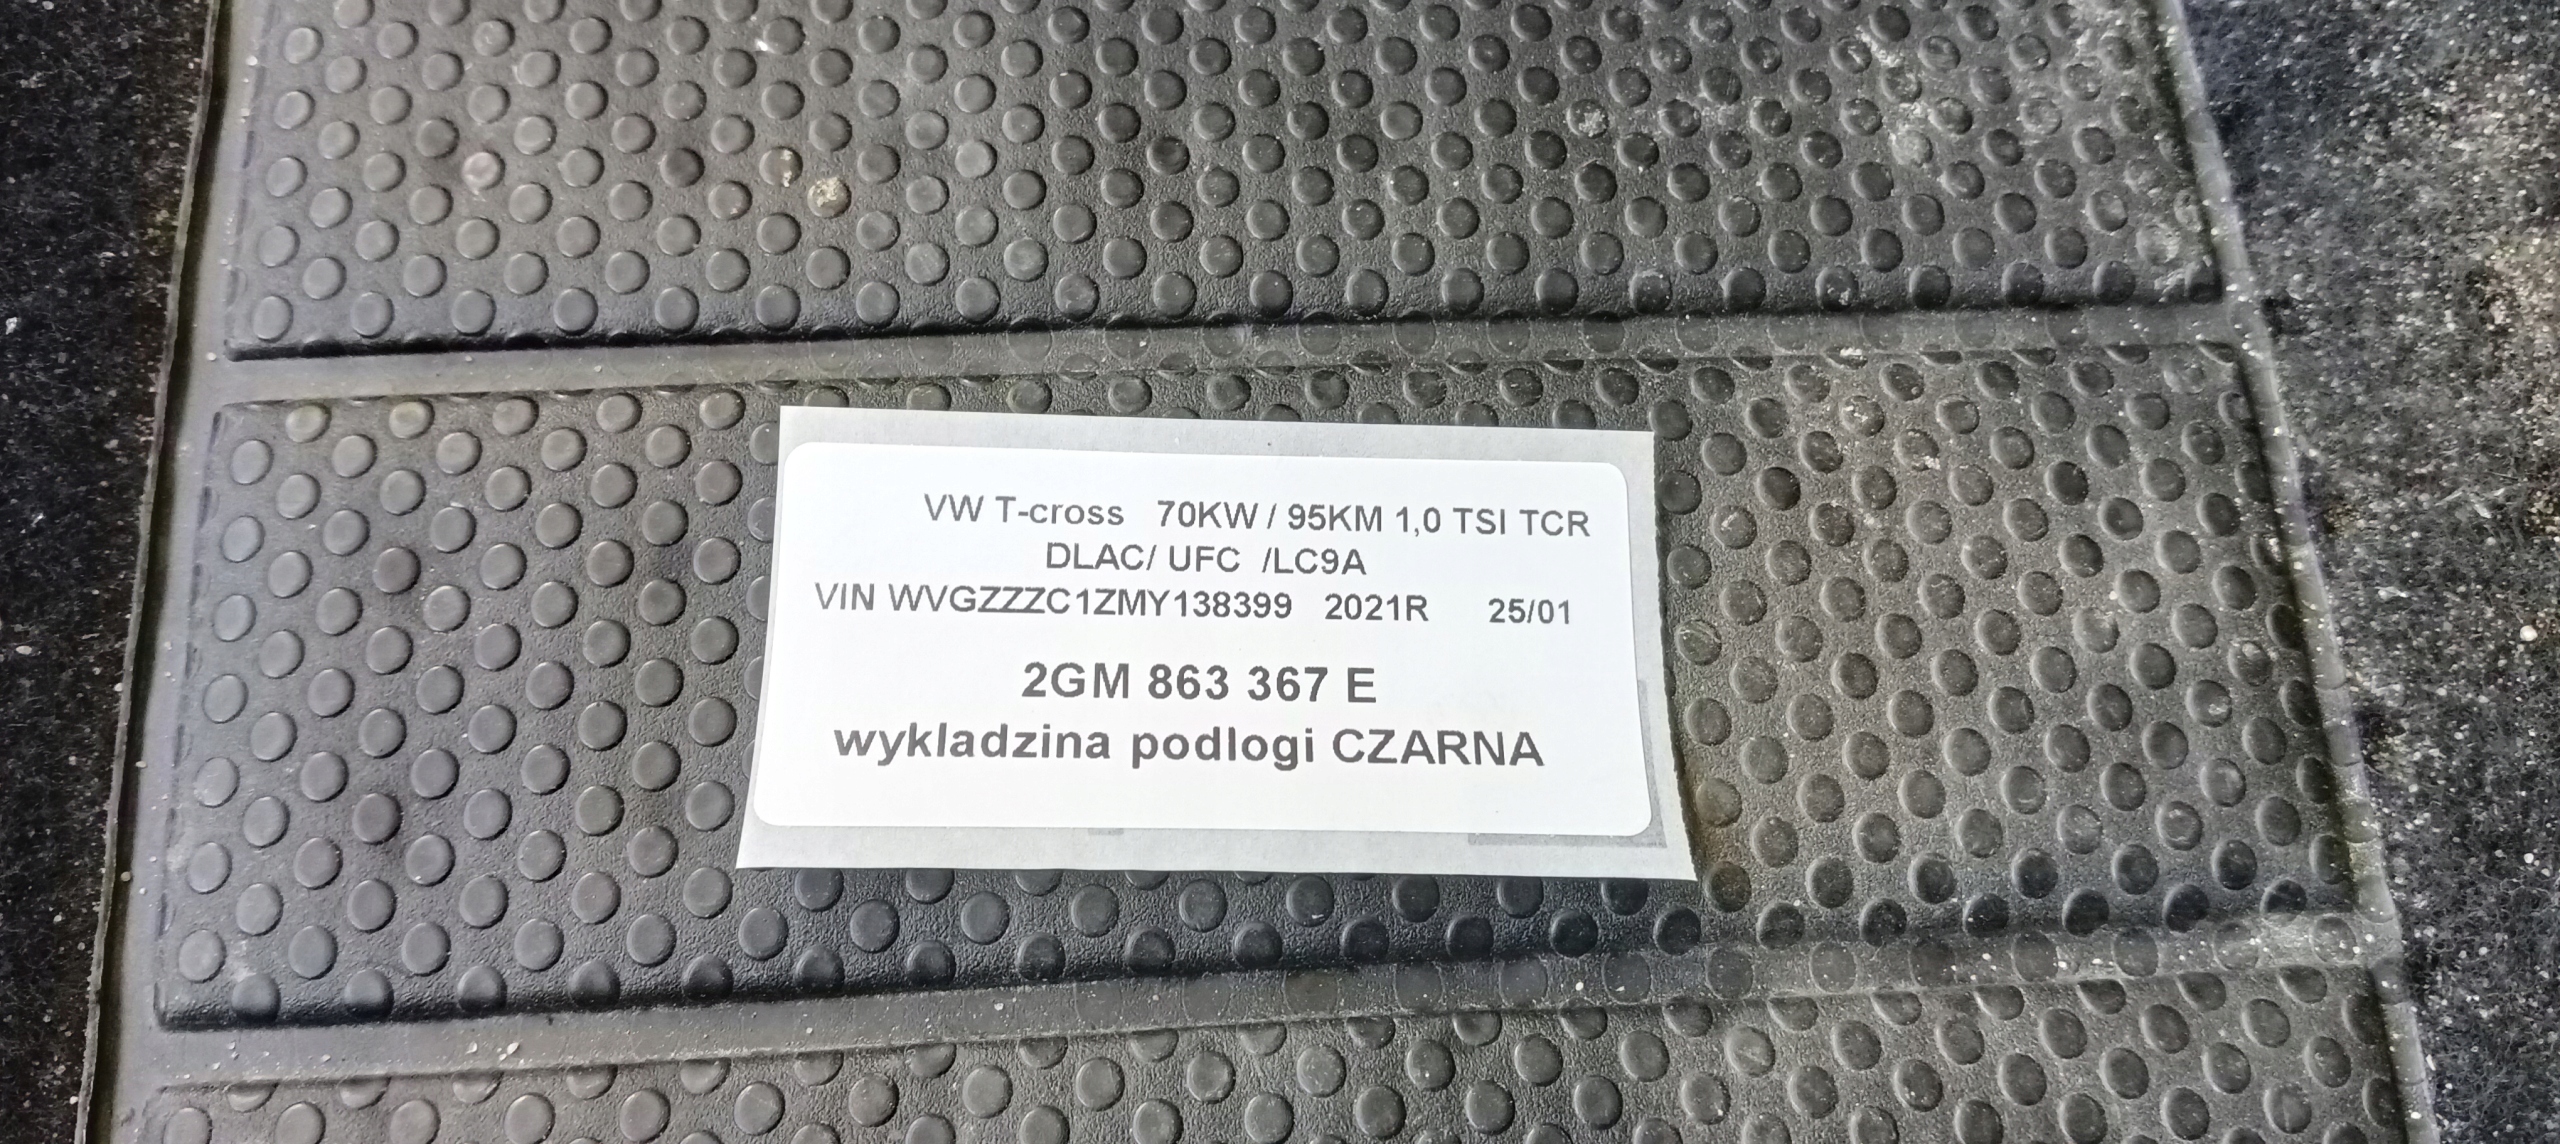 VW T-cross 70KW / 95KM 1,0 TSI TCR
DLAC/ UFC /LC9A
VIN WVGZZZC1ZMY138399 2021R 25/01
2GM 863 367 E
wykladzina podlogi CZARNA